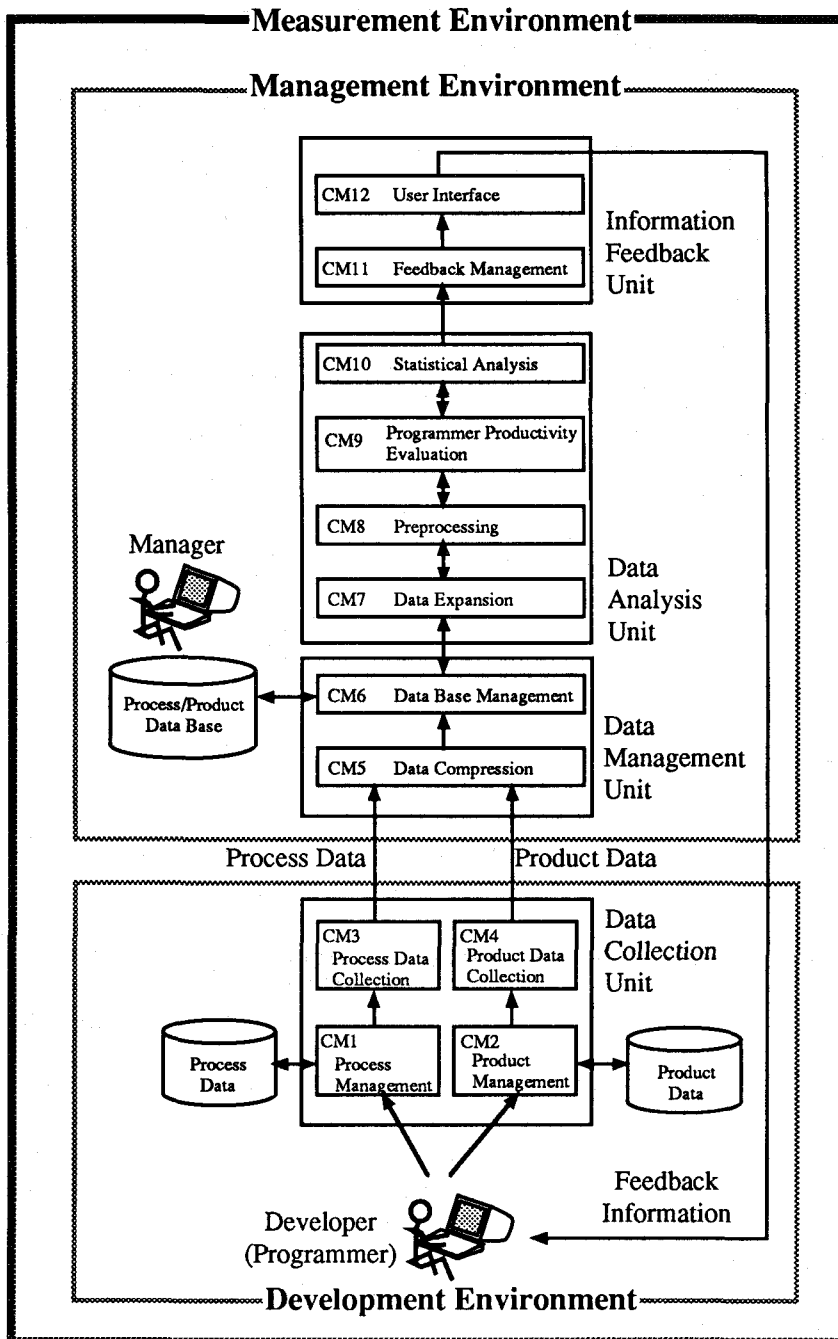 Measurement Environment
Management Environment
CM12 User Interface
CM11 Feedback Management
Information
Feedback
Unit
CM10 Statistical Analysis
CM9 Programmer Productivity
Evaluation
CM8 Preprocessing
CM7 Data Expansion
Data
Analysis
Unit
Manager
Process/Product
Data Base
CM6 Data Base Management
CM5 Data Compression
Data
Management
Unit
Process Data
Product Data
CM3
Process Data
Collection
CM4
Product Data
Collection
Data
Collection
Unit
Process
Data
CM1
Process
Management
CM2
Product
Management
Product
Data
Developer
(Programmer)
Feedback
Information
Development Environment